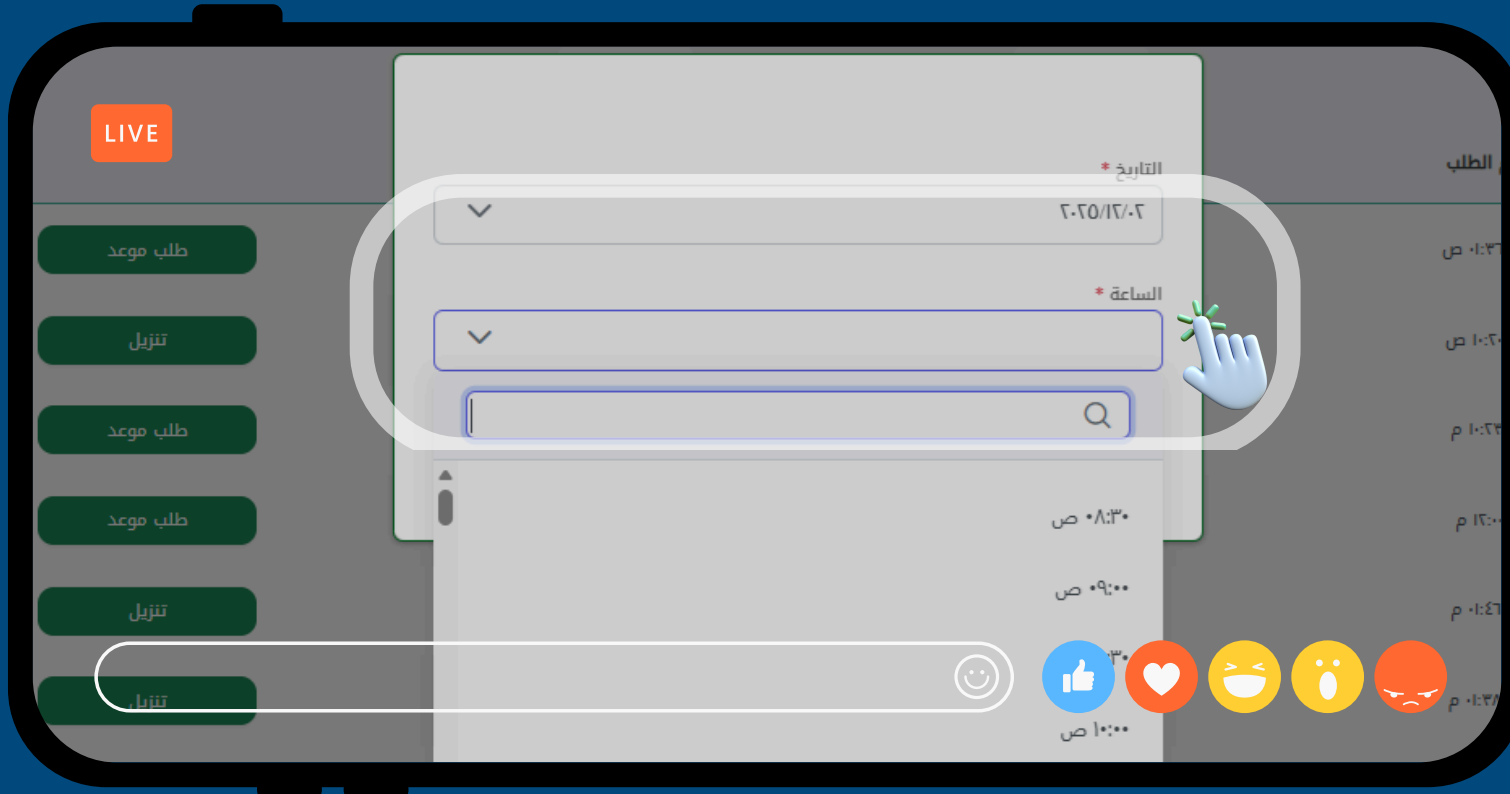 LIVE
التاريخ *
٢٠٢٥/١٢/٠٢
الطلب
طلب موعد
الساعة *
تنزيل
طلب موعد
طلب موعد
٠٨:٣٠ ص
٠٩:٠٠ ص
تنزيل
تنزيل
١٠:٠٠ ص